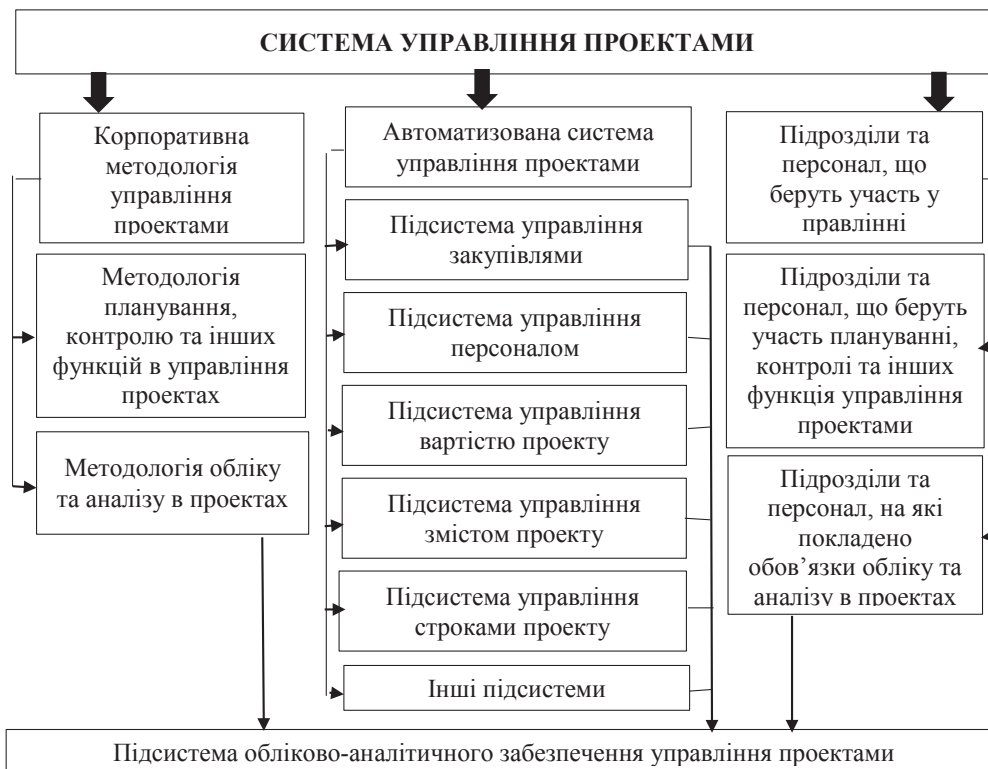 СИСТЕМА УПРАВЛІННЯ ПРОЕКТАМИ
Корпоративна
методологія
управління
проектами
Методологія
планування,
контролю та інших
функцій в управління
проектах
Методологія обліку
та аналізу в проектах
Автоматизована система
управління проектами
Підсистема управління
закупівлями
Підсистема управління
персоналом
Підсистема управління
вартістю проекту
Підсистема управління
змістом проекту
Підсистема управління
строками проекту
Інші підсистеми
Підрозділи та
персонал, що
беруть участь у
правлінні
Підрозділи та
персонал, що беруть
участь плануванні,
контролі та інших
функція управління
проектами
Підрозділи та
персонал, на які
покладено
обов’язки обліку та
аналізу в проектах
Підсистема обліково-аналітичного забезпечення управління проектами